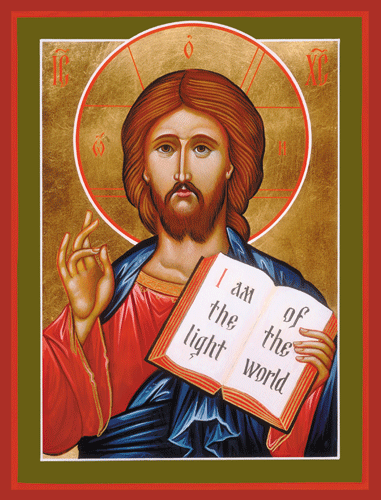 IC XC
Ο
Ѡ Н
I am
the
light
of
the
world